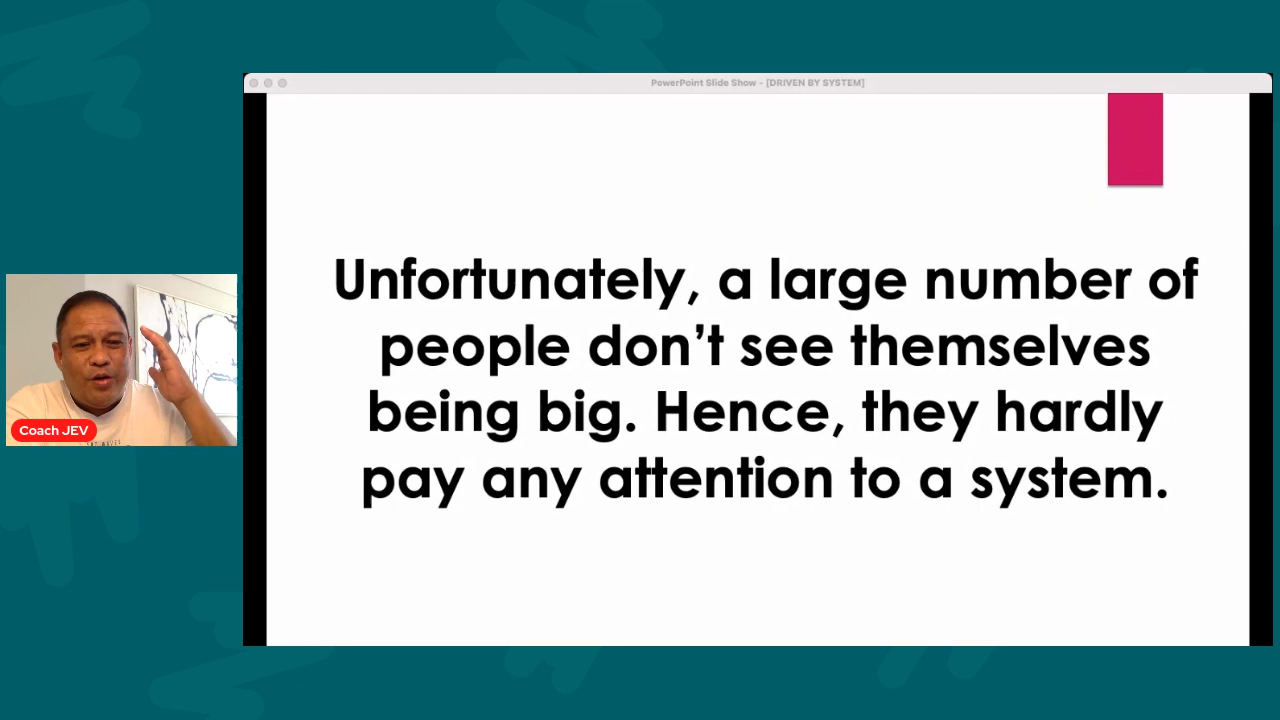 PowerPoint Slide Show - [DRIVEN BY SYSTEM]
Unfortunately, a large number of
people don’t see themselves
being big. Hence, they hardly
pay any attention to a system.
Coach JEV